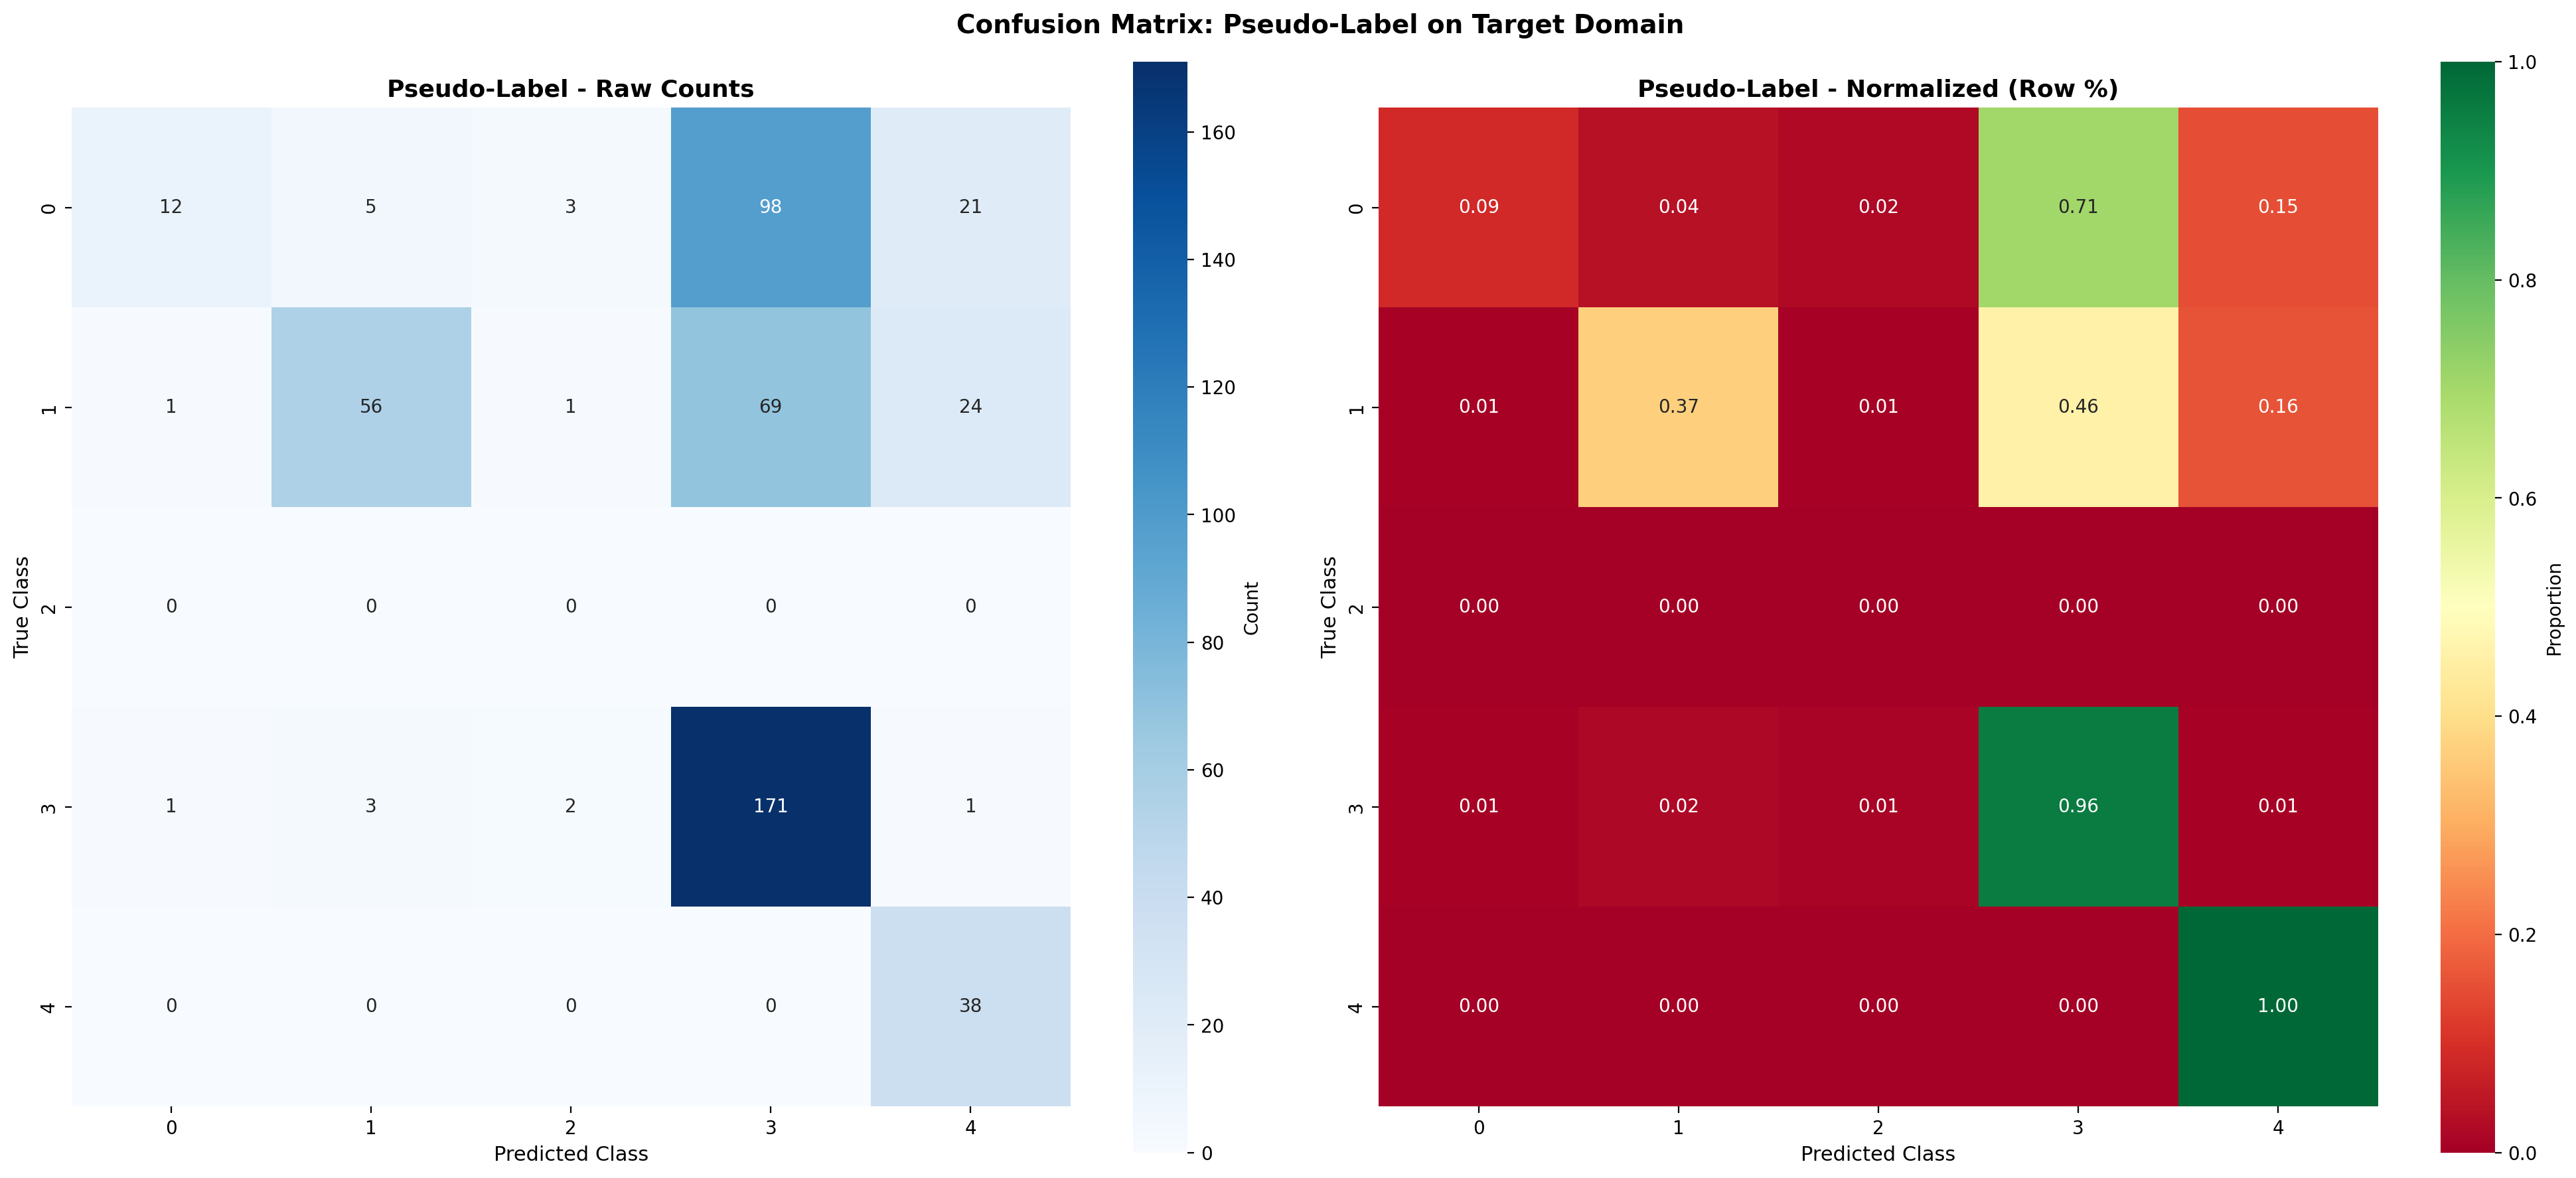 Confusion Matrix: Pseudo-Label on Target Domain
Pseudo-Label - Raw Counts
True Class
0 12 5 3 98 21
1 1 56 1 69 24
2 0 0 0 0 0
3 1 3 2 171 1
4 0 0 0 0 38
0 1 2 3 4
Predicted Class
160
140
120
100
80
60
40
20
0
Count
Pseudo-Label - Normalized (Row %)
True Class
0 0.09 0.04 0.02 0.71 0.15
1 0.01 0.37 0.01 0.46 0.16
2 0.00 0.00 0.00 0.00 0.00
3 0.01 0.02 0.01 0.96 0.01
4 0.00 0.00 0.00 0.00 1.00
0 1 2 3 4
Predicted Class
1.0
0.8
0.6
0.4
0.2
0.0
Proportion